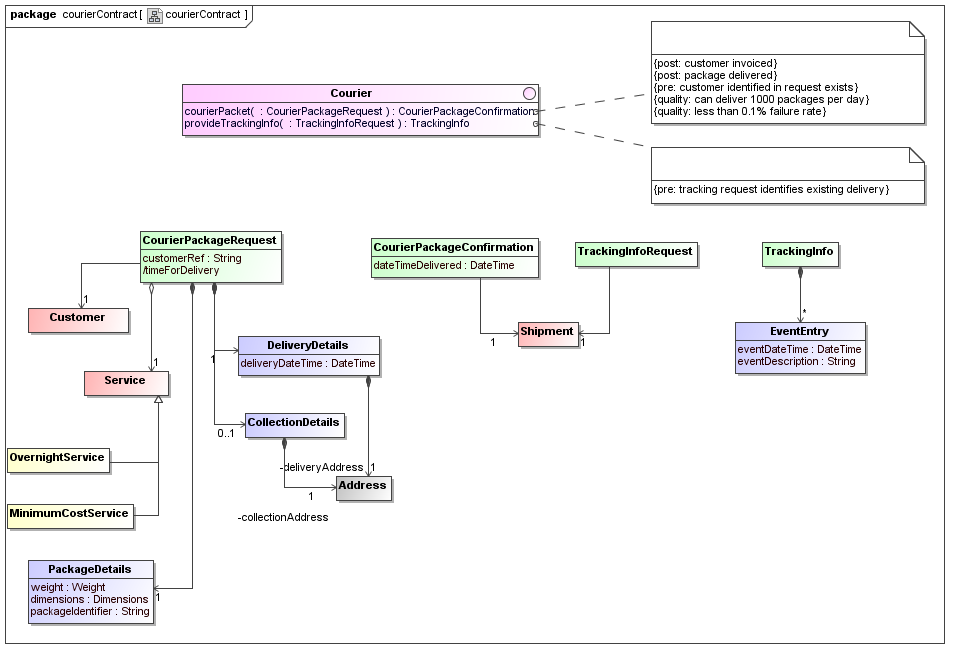 package courierContract [ courierContract ]
{post: customer invoiced}
{post: package delivered}
{pre: customer identified in request exists}
{quality: can deliver 1000 packages per day}
{quality: less than 0.1% failure rate}
Courier
courierPacket( : CourierPackageRequest ) : CourierPackageConfirmation
provideTrackingInfo( : TrackingInfoRequest ) : TrackingInfo
{pre: tracking request identifies existing delivery}
CourierPackageRequest
customerRef : String
/timeForDelivery
CourierPackageConfirmation
dateTimeDelivered : DateTime
TrackingInfoRequest
TrackingInfo
1
Customer
*
Shipment
1
1
EventEntry
eventDateTime : DateTime
eventDescription : String
DeliveryDetails
deliveryDateTime : DateTime
1
1
Service
CollectionDetails
0..1
OvernightService
-deliveryAddress
1
Address
1
MinimumCostService
-collectionAddress
PackageDetails
weight : Weight
dimensions : Dimensions
packageIdentifier : String
1